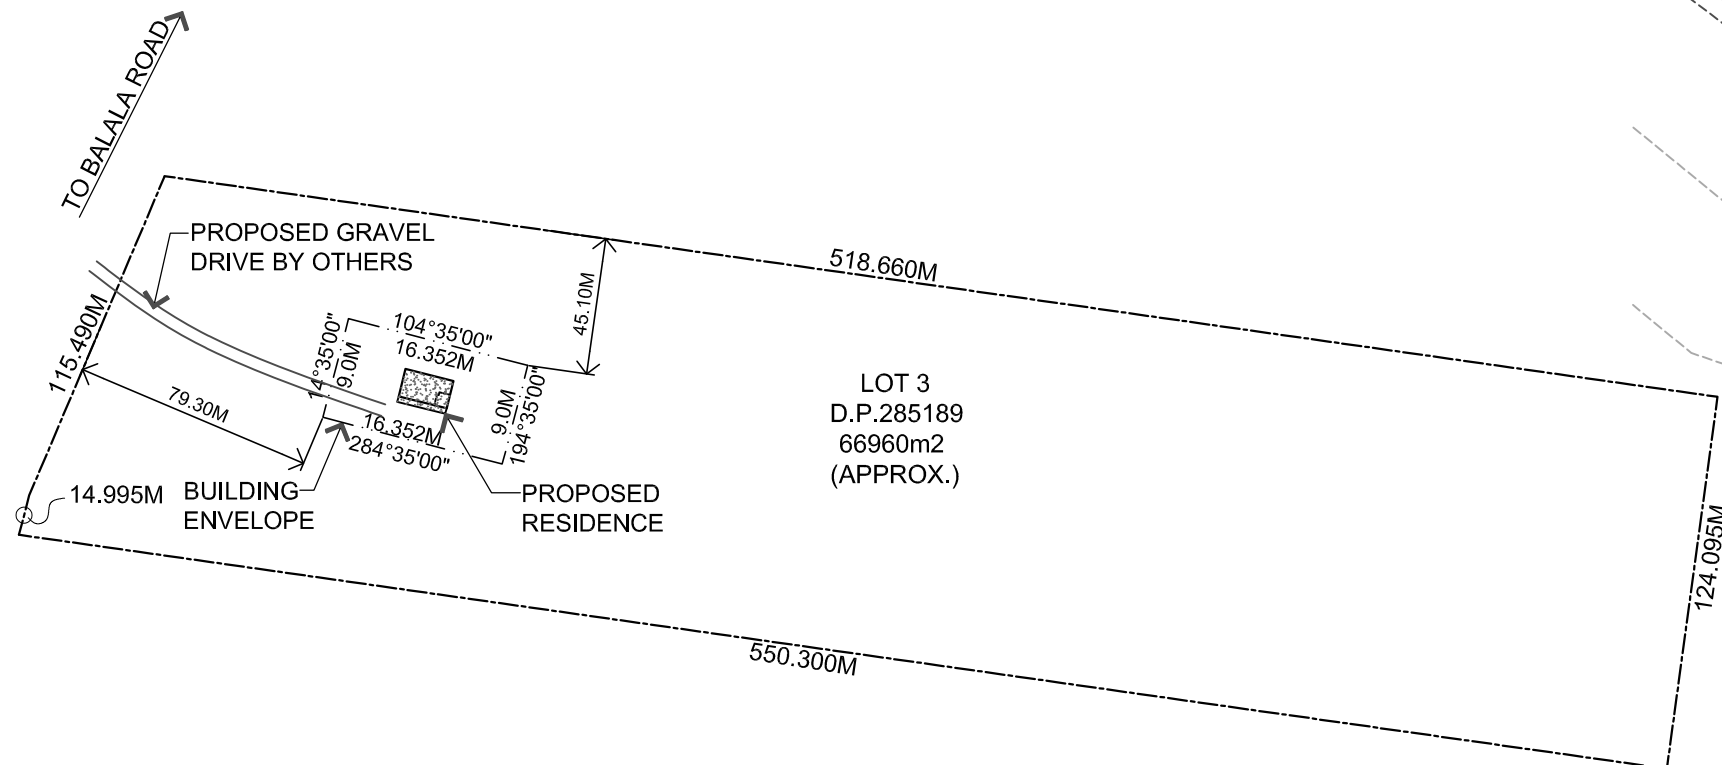 TO BALALA ROAD
PROPOSED GRAVEL
DRIVE BY OTHERS
518.660M
45.10M
115.490M
79.30M
14°35'00"
9.0M
104°35'00"
16.352M
9.0M
194°35'00"
16.352M
284°35'00"
LOT 3
D.P.285189
66960m2
(APPROX.)
14.995M
BUILDING
ENVELOPE
PROPOSED
RESIDENCE
124.095M
550.300M